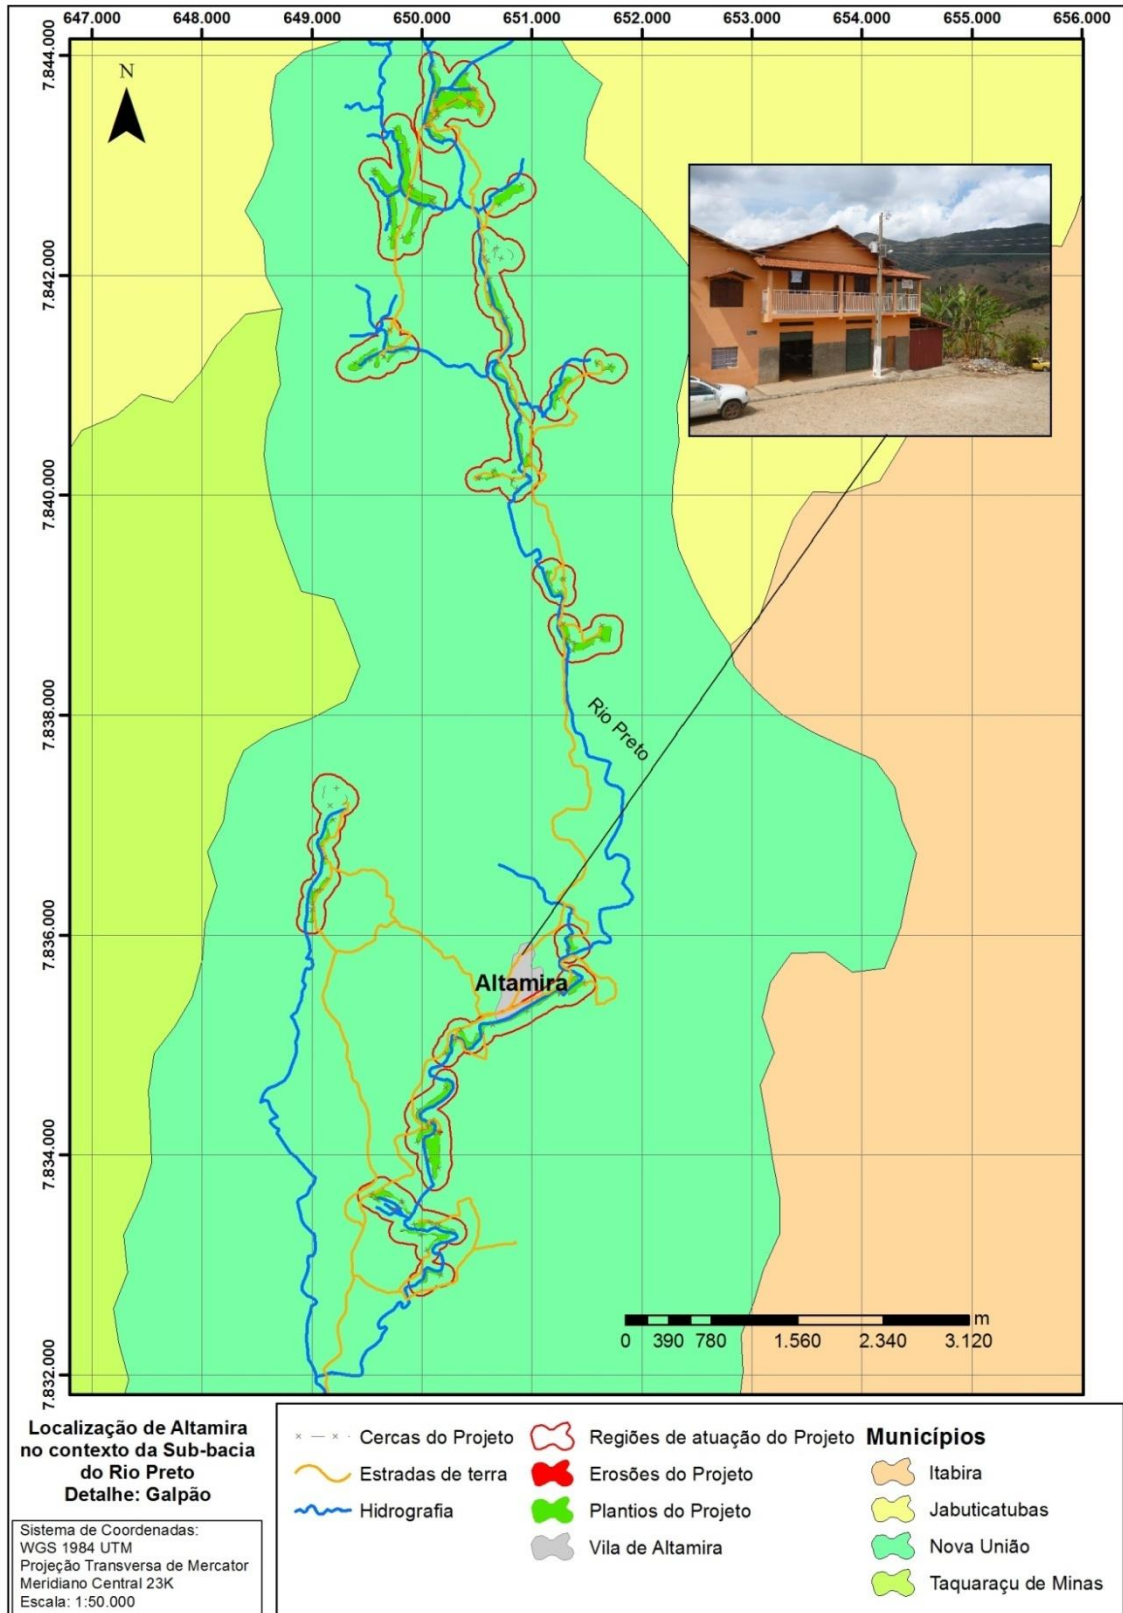 647.000 648.000 649.000 650.000 651.000 652.000 653.000 654.000 655.000 656.000
7.844.000
N
7.842.000
7.840.000
7.838.000
Rio Preto
7.836.000
Altamira
7.834.000
m
0 390 780 1.560 2.340 3.120
7.832.000
Localização de Altamira
no contexto da Sub-bacia
do Rio Preto
Detalhe: Galpão
Sistema de Coordenadas:
WGS 1984 UTM
Projeção Transversa de Mercator
Meridiano Central 23K
Escala: 1:50.000
Cercas do Projeto
Estradas de terra
Hidrografia
Regiões de atuação do Projeto
Erosões do Projeto
Plantios do Projeto
Vila de Altamira
Municípios
Itabira
Jabuticatubas
Nova União
Taquaraçu de Minas